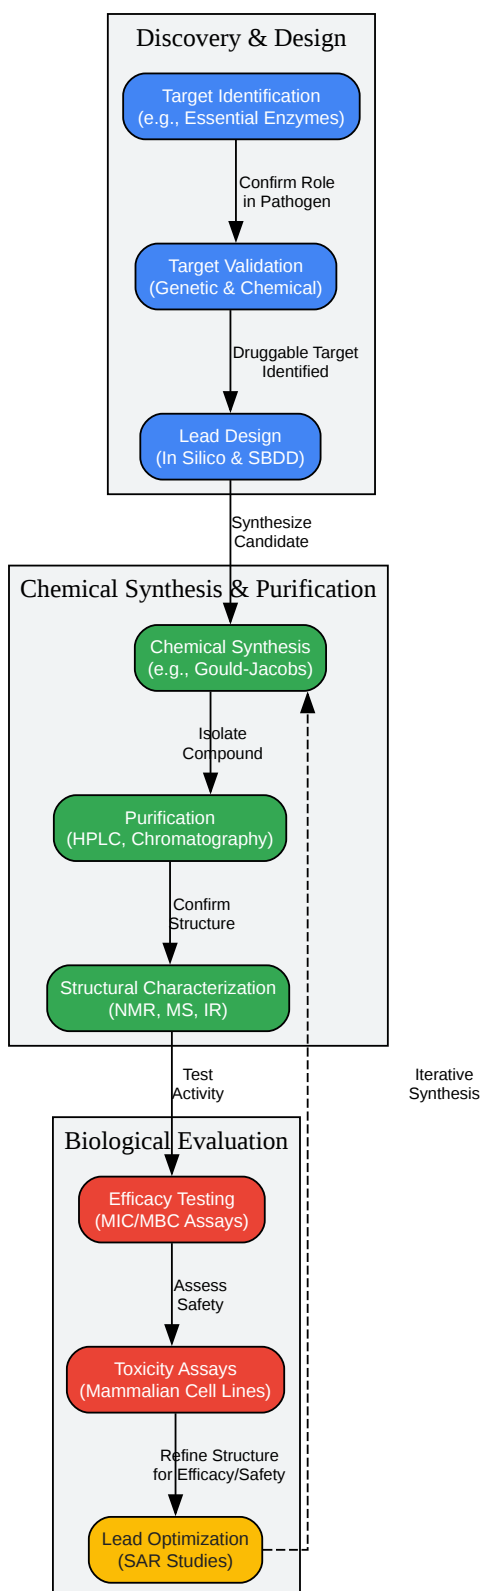 Discovery & Design
Target Identification
(e.g., Essential Enzymes)
Confirm Role
in Pathogen
Target Validation
(Genetic & Chemical)
Druggable Target
Identified
Lead Design
(In Silico & SBDD)
Synthesize
Candidate
Chemical Synthesis & Purification
Chemical Synthesis
(e.g., Gould-Jacobs)
Isolate
Compound
Purification
(HPLC, Chromatography)
Confirm
Structure
Structural Characterization
(NMR, MS, IR)
Test
Activity
Iterative
Synthesis
Biological Evaluation
Efficacy Testing
(MIC/MBC Assays)
Assess
Safety
Toxicity Assays
(Mammalian Cell Lines)
Refine Structure
for Efficacy/Safety
Lead Optimization
(SAR Studies)